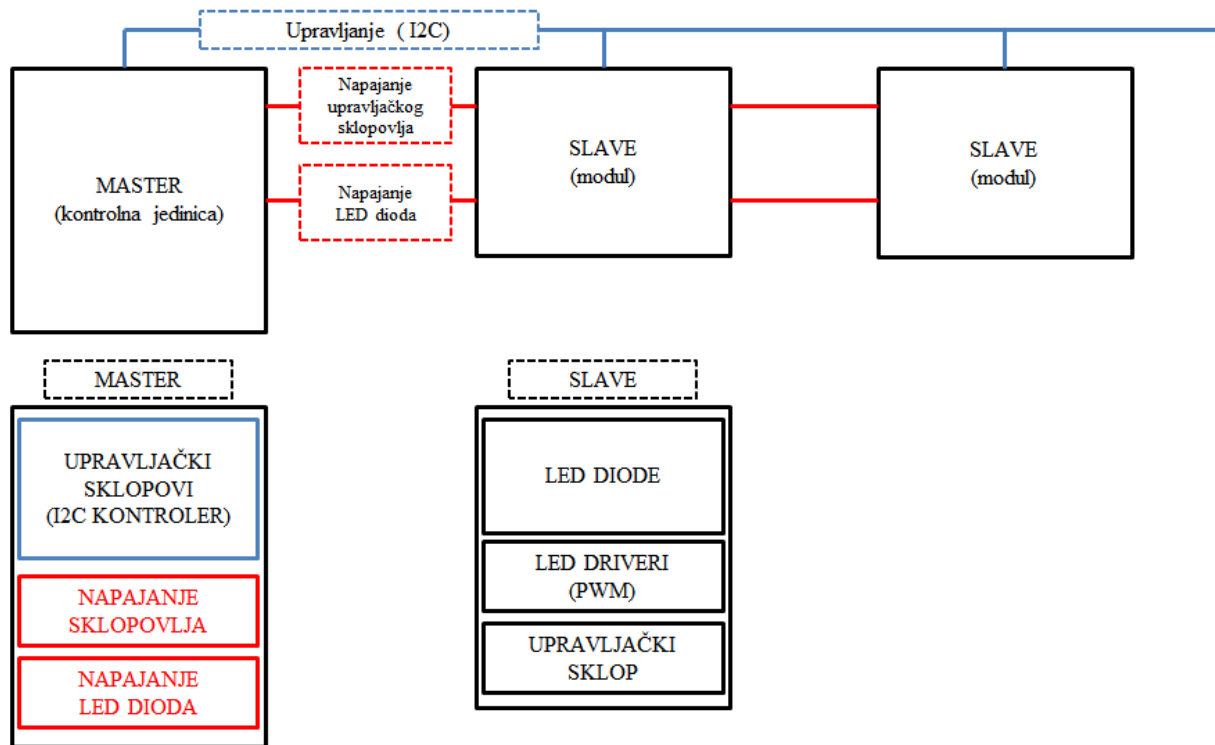 Upravljanje ( I2C)
MASTER
(kontrolna jedinica)
Napajanje
upravljačkog
sklopovlja
Napajanje
LED dioda
SLAVE
(modul)
SLAVE
(modul)
MASTER
UPRAVLJAČKI
SKLOPOVI
(I2C KONTROLER)
NAPAJANJE
SKLOPOVLJA
NAPAJANJE
LED DIODA
SLAVE
LED DIODE
LED DRIVERI
(PWM)
UPRAVLJAČKI
SKLOP